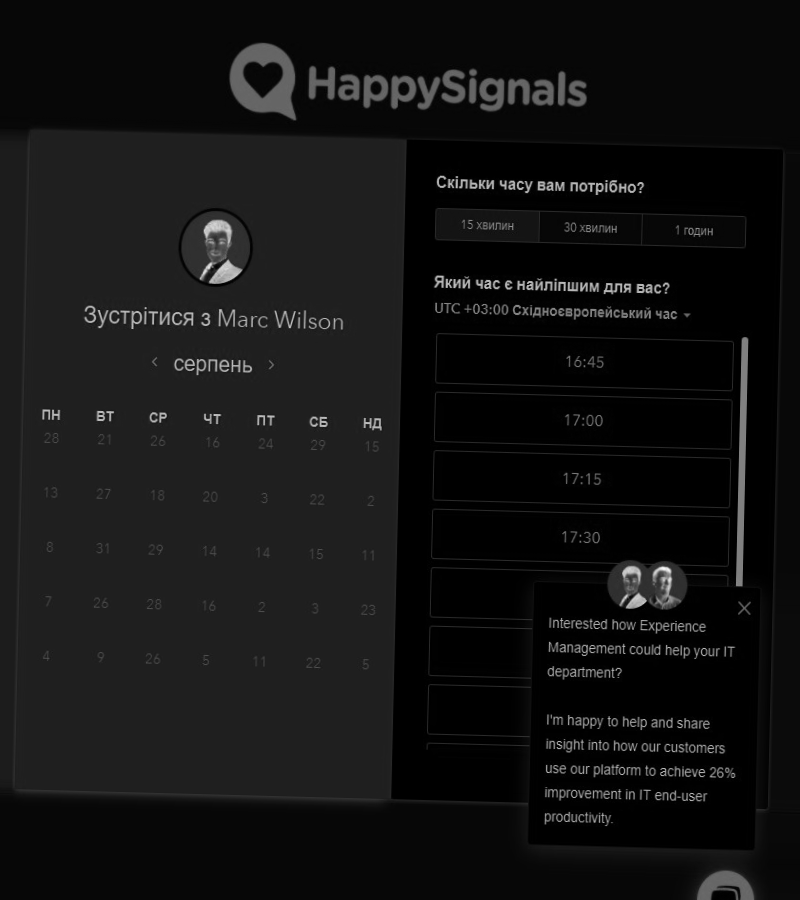 HappySignals
Зустрітися з Marc Wilson
серпень
ПН ВТ СР ЧТ ПТ СБ НД
28 21 26 16 24 29 15
13 27 18 20 3 22 2
8 31 29 14 14 15 11
7 26 28 16 2 3 23
4 9 26 5 11 22 5
Скільки часу вам потрібно?
15 хвилин 30 хвилин 1 годин
Який час є найліпшим для вас?
UTC +03:00 Східноєвропейський час
16:45
17:00
17:15
17:30
Interested how Experience
Management could help your IT
department?
I'm happy to help and share
insight into how our customers
use our platform to achieve 26%
improvement in IT end-user
productivity.